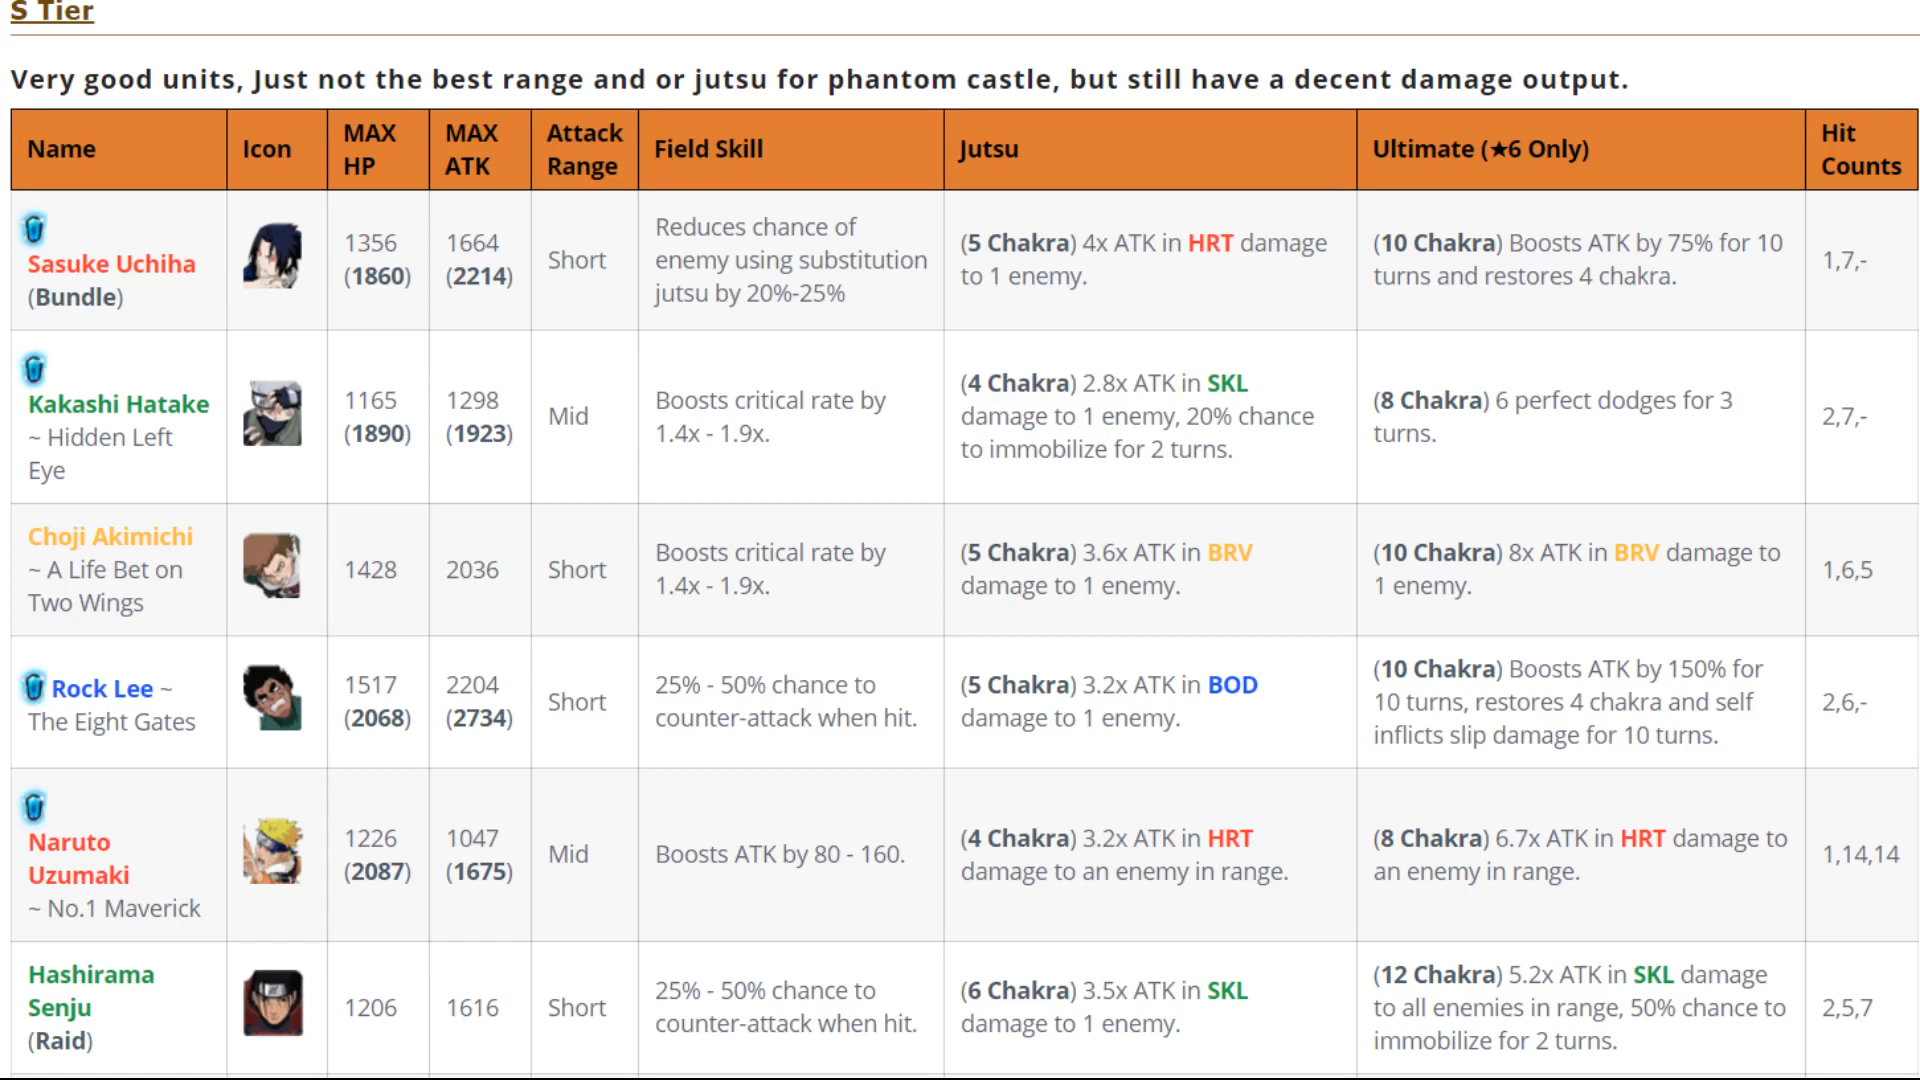 S Tier
Very good units, Just not the best range and or jutsu for phantom castle, but still have a decent damage output.
Name
Icon
MAX
HP
MAX
ATK
Attack
Range
Field Skill
Jutsu
Ultimate (★6 Only)
Hit
Counts
Sasuke Uchiha
(Bundle)
1356
(1860)
1664
(2214)
Short
Reduces chance of
enemy using substitution
jutsu by 20%-25%
(5 Chakra) 4x ATK in HRT damage
to 1 enemy.
(10 Chakra) Boosts ATK by 75% for 10
turns and restores 4 chakra.
1,7,-
Kakashi Hatake
~ Hidden Left
Eye
1165
(1890)
1298
(1923)
Mid
Boosts critical rate by
1.4x - 1.9x.
(4 Chakra) 2.8x ATK in SKL
damage to 1 enemy, 20% chance
to immobilize for 2 turns.
(8 Chakra) 6 perfect dodges for 3
turns.
2,7,-
Choji Akimichi
~ A Life Bet on
Two Wings
1428
2036
Short
Boosts critical rate by
1.4x - 1.9x.
(5 Chakra) 3.6x ATK in BRV
damage to 1 enemy.
(10 Chakra) 8x ATK in BRV damage to
1 enemy.
1,6,5
Rock Lee ~
The Eight Gates
1517
(2068)
2204
(2734)
Short
25% - 50% chance to
counter-attack when hit.
(5 Chakra) 3.2x ATK in BOD
damage to 1 enemy.
(10 Chakra) Boosts ATK by 150% for
10 turns, restores 4 chakra and self
inflicts slip damage for 10 turns.
2,6,-
Naruto
Uzumaki
~ No.1 Maverick
1226
(2087)
1047
(1675)
Mid
Boosts ATK by 80 - 160.
(4 Chakra) 3.2x ATK in HRT
damage to an enemy in range.
(8 Chakra) 6.7x ATK in HRT damage to
an enemy in range.
1,14,14
Hashirama
Senju
(Raid)
1206
1616
Short
25% - 50% chance to
counter-attack when hit.
(6 Chakra) 3.5x ATK in SKL
damage to 1 enemy.
(12 Chakra) 5.2x ATK in SKL damage
to all enemies in range, 50% chance to
immobilize for 2 turns.
2,5,7